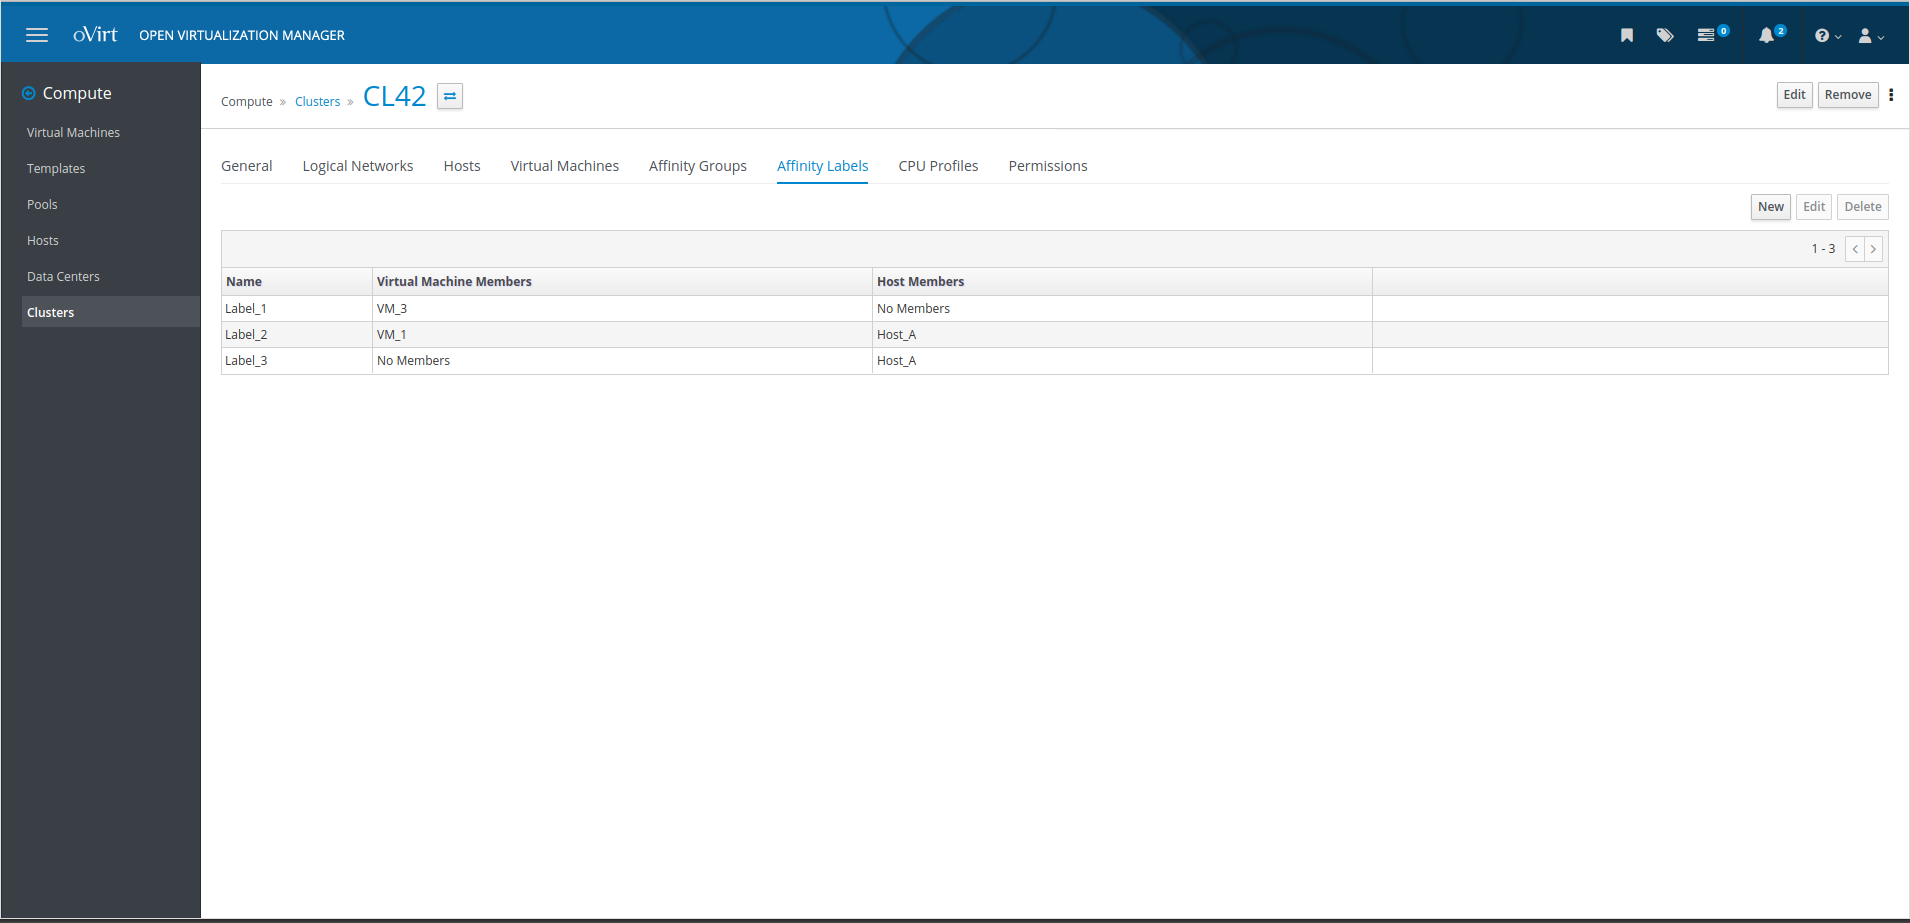 oVirt OPEN VIRTUALIZATION MANAGER 0 2
Compute
Virtual Machines
Templates
Pools
Hosts
Data Centers
Clusters
Compute » Clusters » CL42
Edit Remove
General Logical Networks Hosts Virtual Machines Affinity Groups Affinity Labels CPU Profiles Permissions
New Edit Delete
1 - 3
Name Virtual Machine Members Host Members
Label_1 VM_3 No Members
Label_2 VM_1 Host_A
Label_3 No Members Host_A